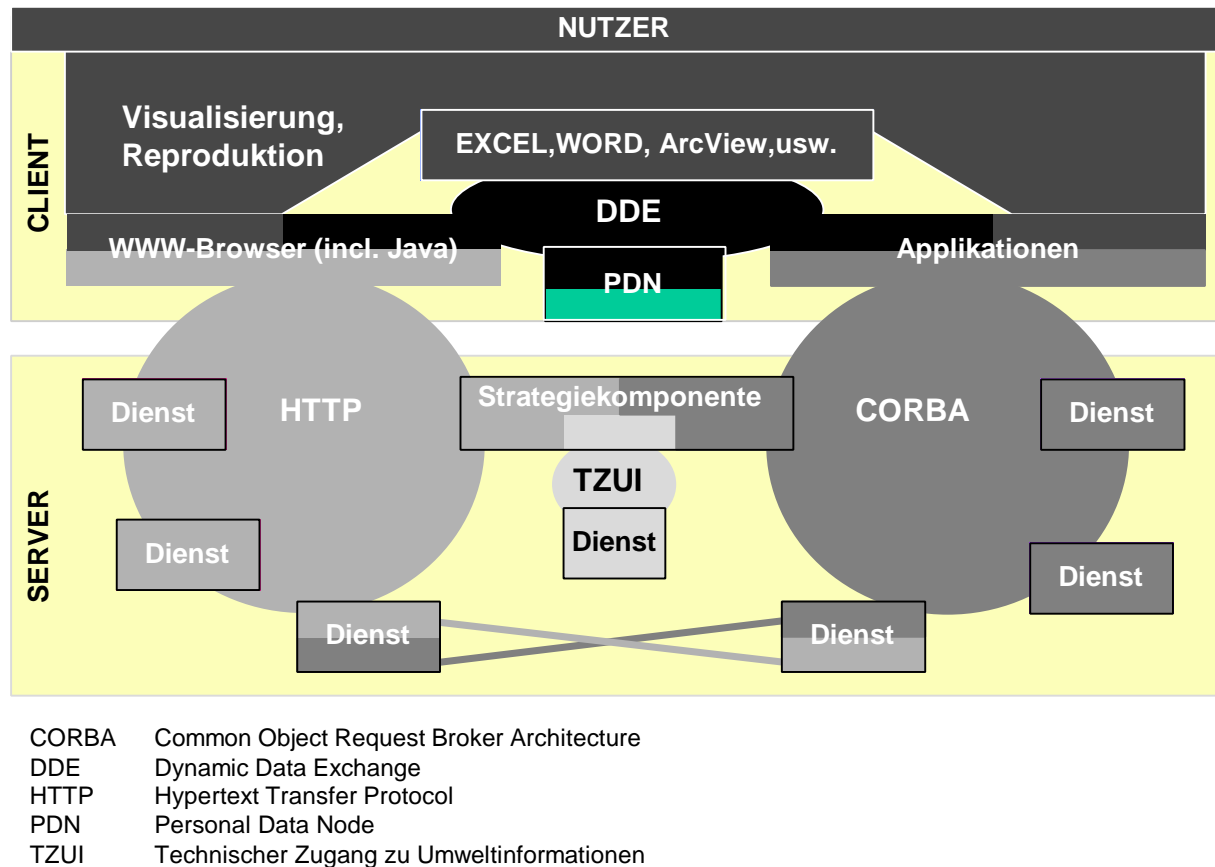 NUTZER
CLIENT
Visualisierung,
Reproduktion
EXCEL,WORD, ArcView,usw.
DDE
WWW-Browser (incl. Java)
Applikationen
PDN
SERVER
Dienst
HTTP
Strategiekomponente
CORBA
Dienst
TZUI
Dienst
Dienst
Dienst
Dienst
Dienst
CORBA Common Object Request Broker Architecture
DDE Dynamic Data Exchange
HTTP Hypertext Transfer Protocol
PDN Personal Data Node
TZUI Technischer Zugang zu Umweltinformationen